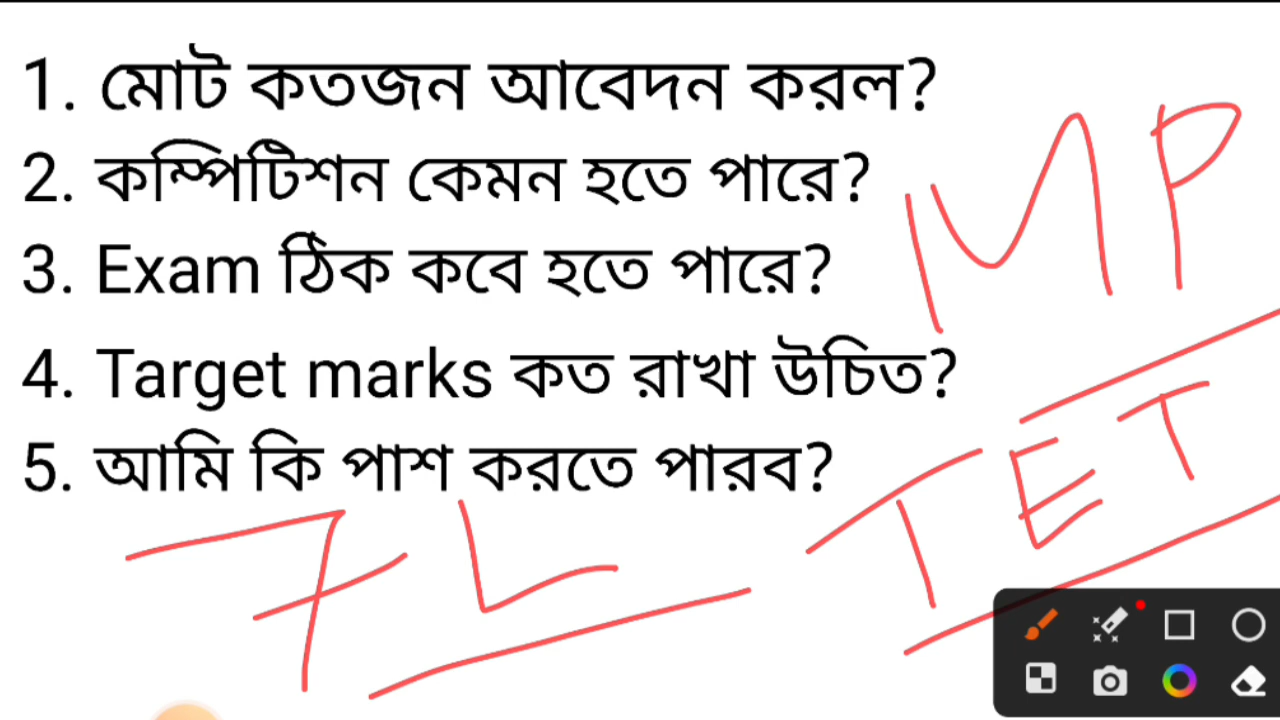 1. মোট কতজন আবেদন করল?
2. কম্পিটিশন কেমন হতে পারে?
3. Exam ঠিক কবে হতে পারে?
4. Target marks কত রাখা উচিত?
5. আমি কি পাশ করতে পারব?
MP
TET
7L